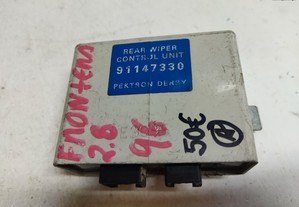 REAR WIPER
CONTROL UNIT
91147330
PEKTRON DERBY
FRONTERA
2.8
96
50€
R